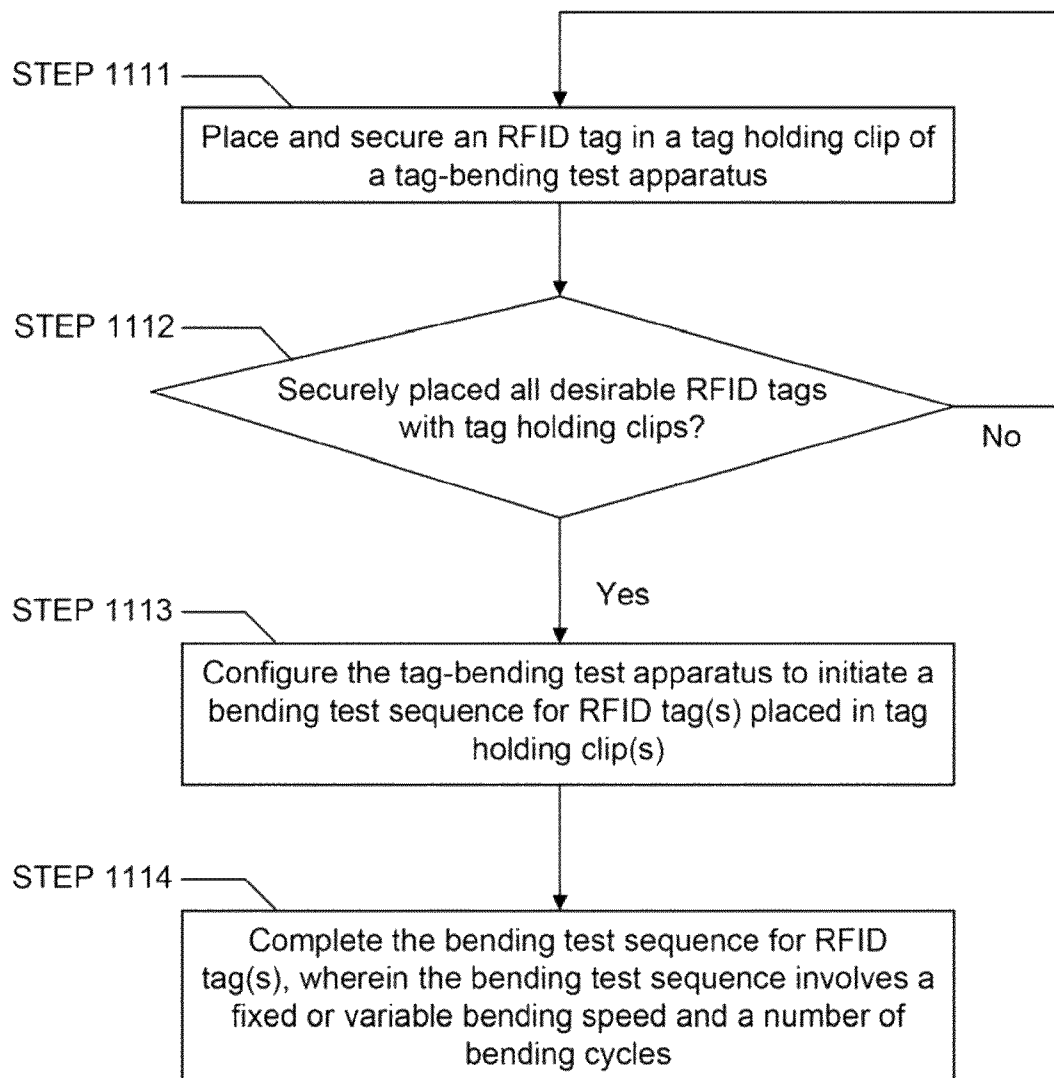 STEP 1111
Place and secure an RFID tag in a tag holding clip of
a tag-bending test apparatus
STEP 1112
Securely placed all desirable RFID tags
with tag holding clips?
No
Yes
STEP 1113
Configure the tag-bending test apparatus to initiate a
bending test sequence for RFID tag(s) placed in tag
holding clip(s)
STEP 1114
Complete the bending test sequence for RFID
tag(s), wherein the bending test sequence involves a
fixed or variable bending speed and a number of
bending cycles